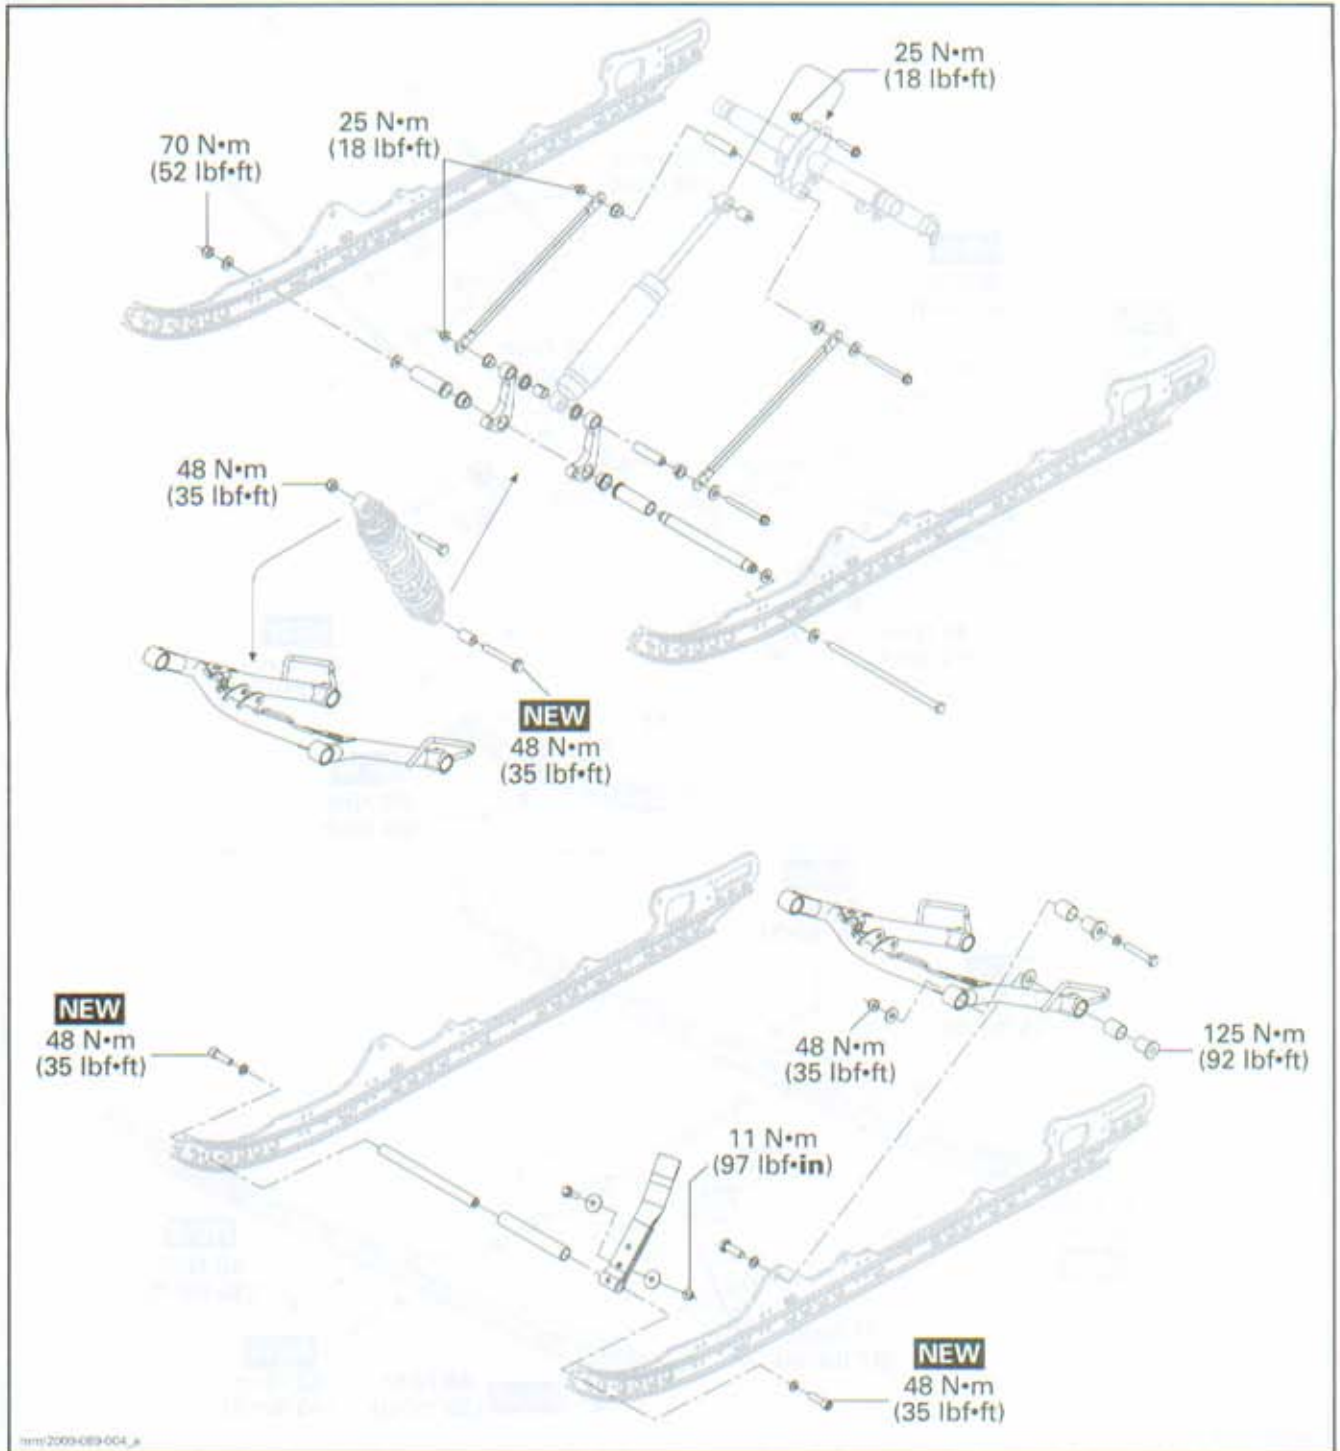 25 N•m
(18 lbf•ft)
25 N•m
(18 lbf•ft)
70 N•m
(52 lbf•ft)
48 N•m
(35 lbf•ft)
NEW
48 N•m
(35 lbf•ft)
NEW
48 N•m
(35 lbf•ft)
48 N•m
(35 lbf•ft)
125 N•m
(92 lbf•ft)
11 N•m
(97 lbf•in)
NEW
48 N•m
(35 lbf•ft)